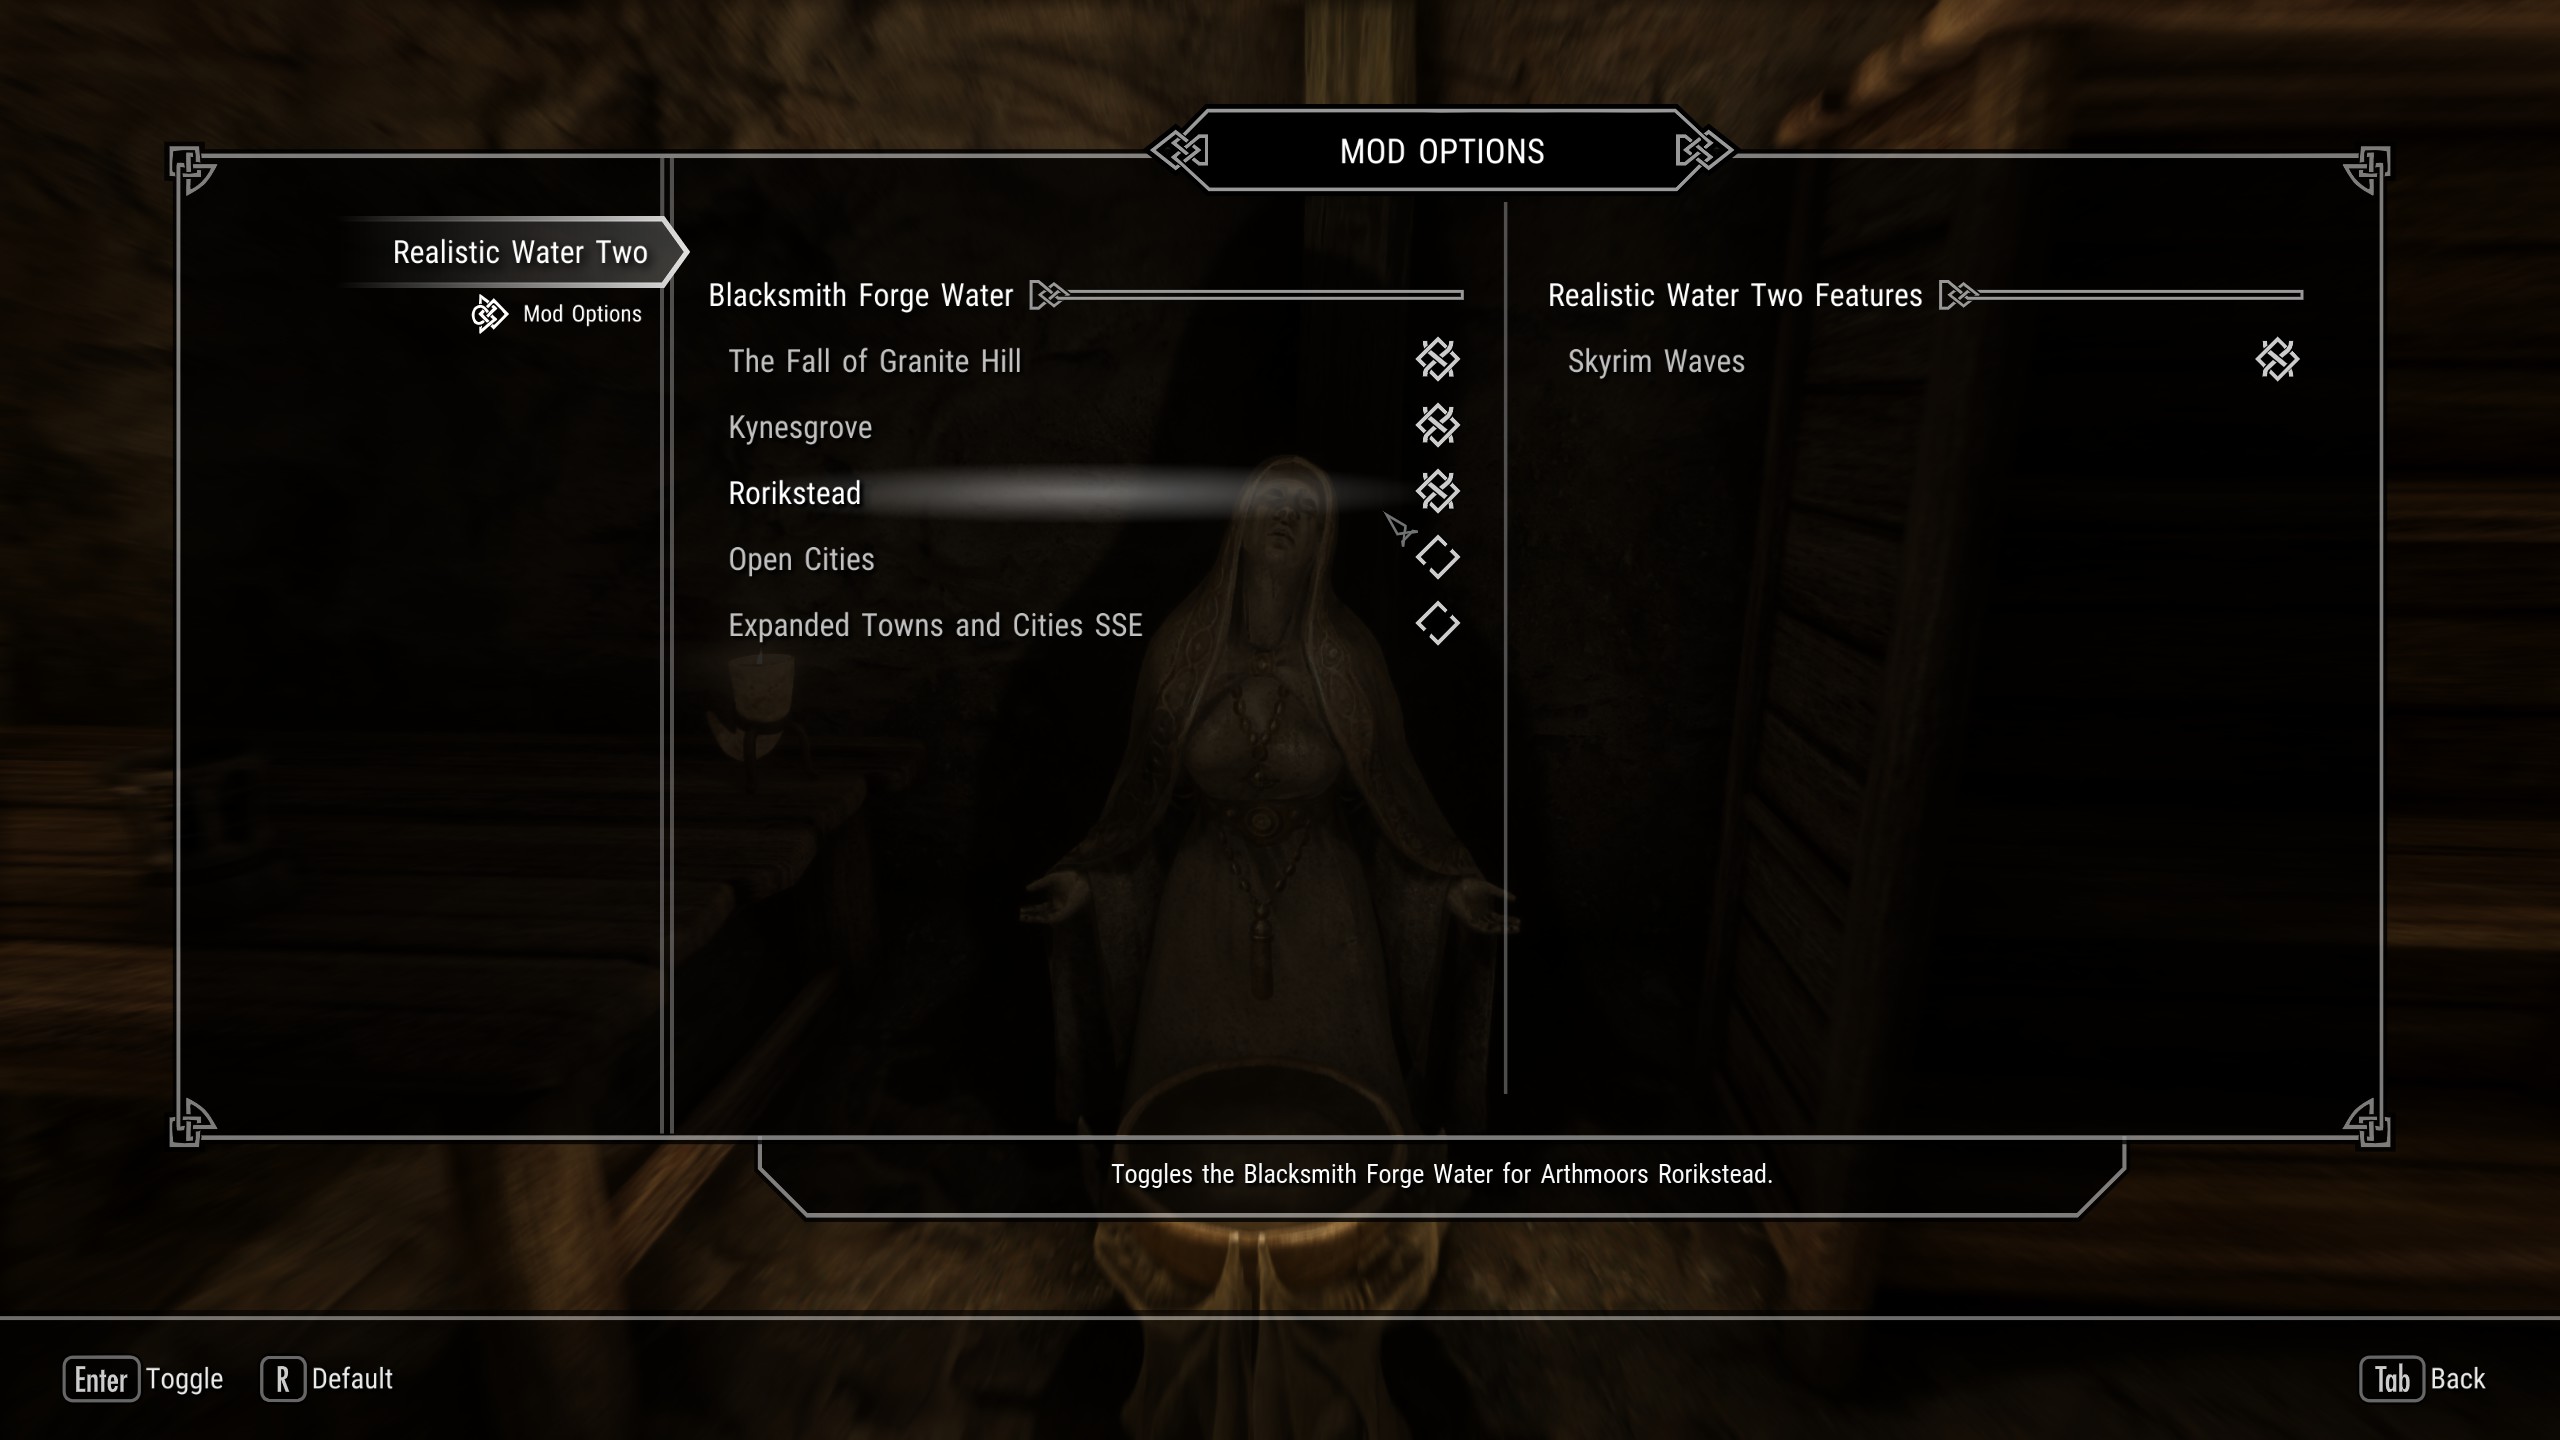 MOD OPTIONS
Realistic Water Two
Mod Options
Blacksmith Forge Water
The Fall of Granite Hill
Kynesgrove
Rorikstead
Open Cities
Expanded Towns and Cities SSE
Realistic Water Two Features
Skyrim Waves
Toggles the Blacksmith Forge Water for Arthmoors Rorikstead.
Enter Toggle R Default Tab Back